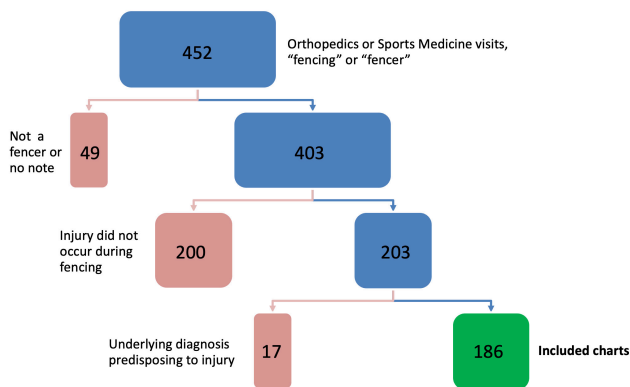 452
Orthopedics or Sports Medicine visits,
“fencing” or “fencer”
Not a
fencer or
no note
49
403
Injury did not
occur during
fencing
200
203
Underlying diagnosis
predisposing to injury
17
186
Included charts